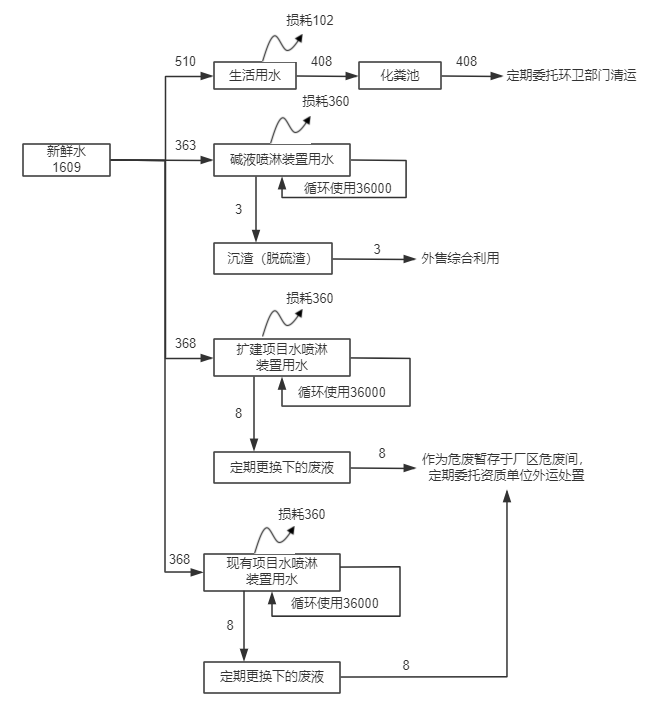 损耗102
510
生活用水
408
化粪池
408
定期委托环卫部门清运
损耗360
新鲜水
1609
363
碱液喷淋装置用水
循环使用36000
3
沉渣（脱硫渣）
3
外售综合利用
损耗360
368
扩建项目水喷淋
装置用水
循环使用36000
8
定期更换下的废液
8
作为危废暂存于厂区危废间，
定期委托资质单位外运处置
损耗360
368
现有项目水喷淋
装置用水
循环使用36000
8
定期更换下的废液
8